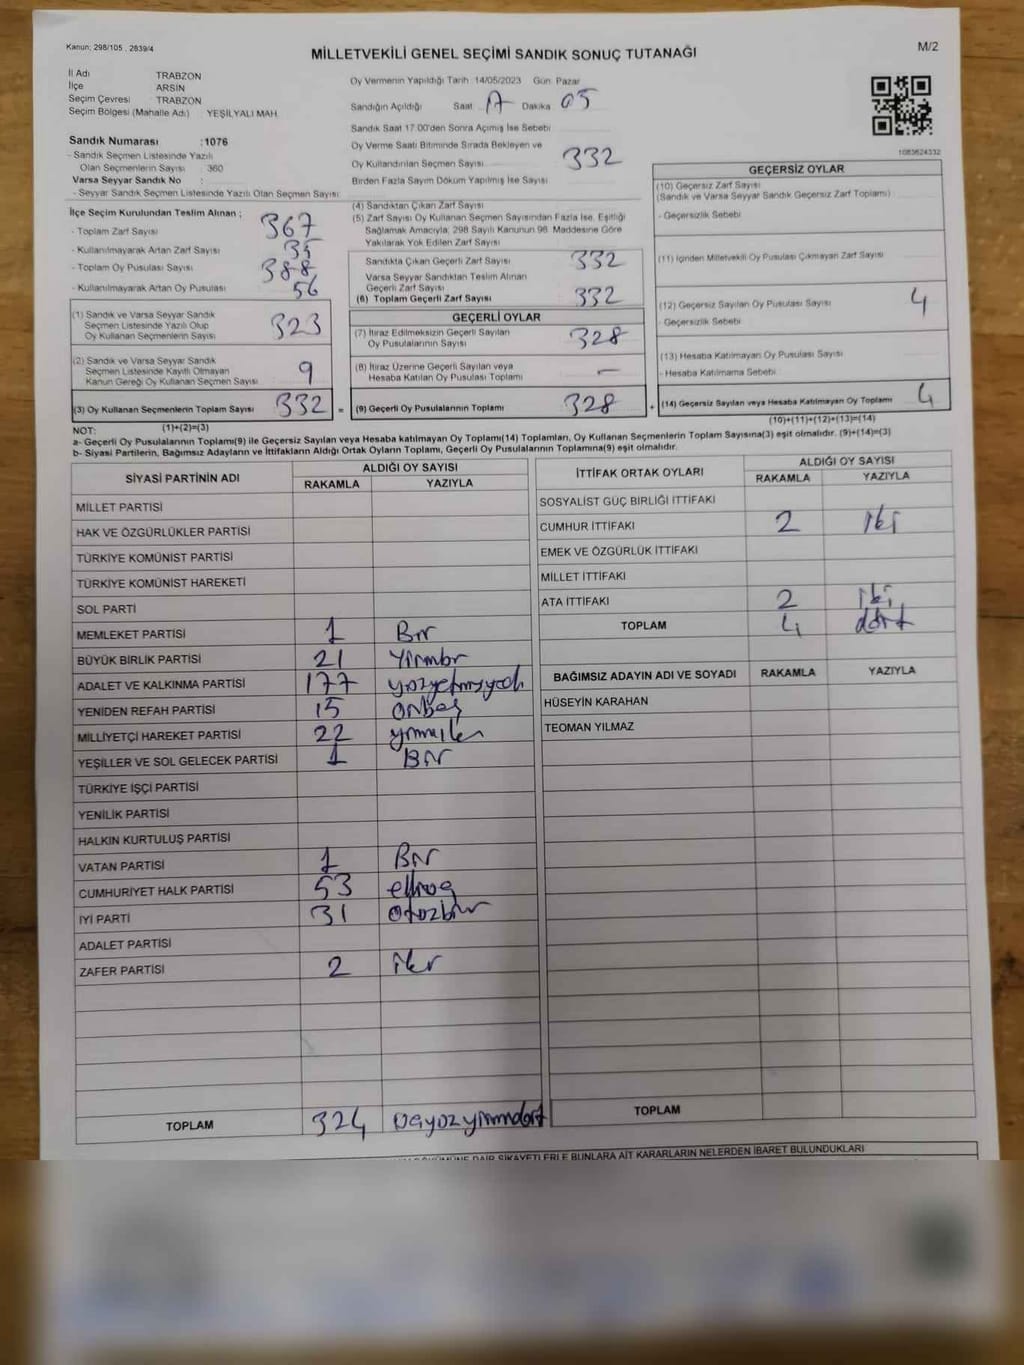 Kanun; 298/105 , 2839/4
MİLLETVEKİLİ GENEL SEÇİMİ SANDIK SONUÇ TUTANAĞI
M/2
İl Adı TRABZON
İlçe ARSİN
Seçim Çevresi TRABZON
Seçim Bölgesi (Mahalle Adı) YEŞİLYALI MAH.
Sandık Numarası :1076
- Sandık Seçmen Listesinde Yazılı
Olan Seçmenlerin Sayısı : 360
Varsa Seyyar Sandık No :
- Seyyar Sandık Seçmen Listesinde Yazılı Olan Seçmen Sayısı:
Oy Vermenin Yapıldığı Tarih 14/05/2023 Gün Pazar
Sandığın Açıldığı Saat 17 Dakika 05
Sandık Saat 17.00'den Sonra Açılmış İse Sebebi
Oy Verme Saati Bitiminde Sırada Bekleyen ve
Oy Kullandırılan Seçmen Sayısı 332
Birden Fazla Sayım Döküm Yapılmış İse Sayısı
1083624332
İlçe Seçim Kurulundan Teslim Alınan ;
- Toplam Zarf Sayısı 367
- Kullanılmayarak Artan Zarf Sayısı 35
- Toplam Oy Pusulası Sayısı 388
- Kullanılmayarak Artan Oy Pusulası 56
(1) Sandık ve Varsa Seyyar Sandık
Seçmen Listesinde Yazılı Olup
Oy Kullanan Seçmenlerin Sayısı 323
(2) Sandık ve Varsa Seyyar Sandık
Seçmen Listesinde Kayıtlı Olmayan
Kanun Gereği Oy Kullanan Seçmen Sayısı 9
(3) Oy Kullanan Seçmenlerin Toplam Sayısı 332 =
(1)+(2)=(3)
(4) Sandıktan Çıkan Zarf Sayısı
(5) Zarf Sayısı Oy Kullanan Seçmen Sayısından Fazla İse, Eşitliği
Sağlamak Amacıyla, 298 Sayılı Kanunun 98. Maddesine Göre
Yakılarak Yok Edilen Zarf Sayısı
Sandıkta Çıkan Geçerli Zarf Sayısı 332
Varsa Seyyar Sandıktan Teslim Alınan
Geçerli Zarf Sayısı
(6) Toplam Geçerli Zarf Sayısı 332
GEÇERLİ OYLAR
(7) İtiraz Edilmeksizin Geçerli Sayılan
Oy Pusulalarının Sayısı 328
(8) İtiraz Üzerine Geçerli Sayılan veya
Hesaba Katılan Oy Pusulası Toplamı —
(9) Geçerli Oy Pusulalarının Toplamı 328 +
GEÇERSİZ OYLAR
(10) Geçersiz Zarf Sayısı
(Sandık ve Varsa Seyyar Sandık Geçersiz Zarf Toplamı)
- Geçersizlik Sebebi
(11) İçinden Milletvekili Oy Pusulası Çıkmayan Zarf Sayısı
(12) Geçersiz Sayılan Oy Pusulası Sayısı 4
- Geçersizlik Sebebi
(13) Hesaba Katılmayan Oy Pusulası Sayısı
- Hesaba Katılmama Sebebi
(14) Geçersiz Sayılan veya Hesaba Katılmayan Oy Toplamı 4
(10)+(11)+(12)+(13)=(14)
NOT:
a- Geçerli Oy Pusulalarının Toplamı(9) ile Geçersiz Sayılan veya Hesaba katılmayan Oy Toplamı(14) Toplamları, Oy Kullanan Seçmenlerin Toplam Sayısına(3) eşit olmalıdır. (9)+(14)=(3)
b- Siyasi Partilerin, Bağımsız Adayların ve İttifakların Aldığı Ortak Oyların Toplamı, Geçerli Oy Pusulalarının Toplamına(9) eşit olmalıdır.
SİYASİ PARTİNİN ADI
ALDIĞI OY SAYISI
RAKAMLA YAZIYLA
MİLLET PARTİSİ
HAK VE ÖZGÜRLÜKLER PARTİSİ
TÜRKİYE KOMÜNİST PARTİSİ
TÜRKİYE KOMÜNİST HAREKETİ
SOL PARTİ
MEMLEKET PARTİSİ 1 Bir
BÜYÜK BİRLİK PARTİSİ 21 Yirmbr
ADALET VE KALKINMA PARTİSİ 177 yüzyetmişyedi
YENİDEN REFAH PARTİSİ 15 Onbeş
MİLLİYETÇİ HAREKET PARTİSİ 22 yirmiiki
YEŞİLLER VE SOL GELECEK PARTİSİ 1 Bir
TÜRKİYE İŞÇİ PARTİSİ
YENİLİK PARTİSİ
HALKIN KURTULUŞ PARTİSİ
VATAN PARTİSİ 1 Bir
CUMHURİYET HALK PARTİSİ 53 elliüç
İYİ PARTİ 31 Otuzbir
ADALET PARTİSİ
ZAFER PARTİSİ 2 iki
TOPLAM 324 üçyüzyirmidört
İTTİFAK ORTAK OYLARI
ALDIĞI OY SAYISI
RAKAMLA YAZIYLA
SOSYALİST GÜÇ BİRLİĞİ İTTİFAKI
CUMHUR İTTİFAKI 2 iki
EMEK VE ÖZGÜRLÜK İTTİFAKI
MİLLET İTTİFAKI
ATA İTTİFAKI 2 iki
TOPLAM 4 dört
BAĞIMSIZ ADAYIN ADI VE SOYADI RAKAMLA YAZIYLA
HÜSEYİN KARAHAN
TEOMAN YILMAZ
TOPLAM
DAİR ŞİKAYETLERLE BUNLARA AİT KARARLARIN NELERDEN İBARET BULUNDUKLARI